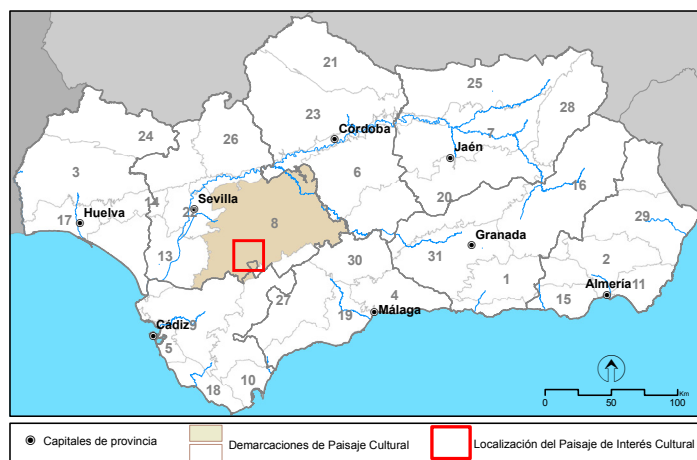 21
25
23
28
24
26
Córdoba
7
3
Jaén
6
20
16
14
Sevilla
22
17
Huelva
8
29
Granada
31
13
30
2
27
1
Almería
11
4
15
19
Málaga
9
Cádiz
5
10
18
0 50 100
Km
Capitales de provincia
Demarcaciones de Paisaje Cultural
Localización del Paisaje de Interés Cultural